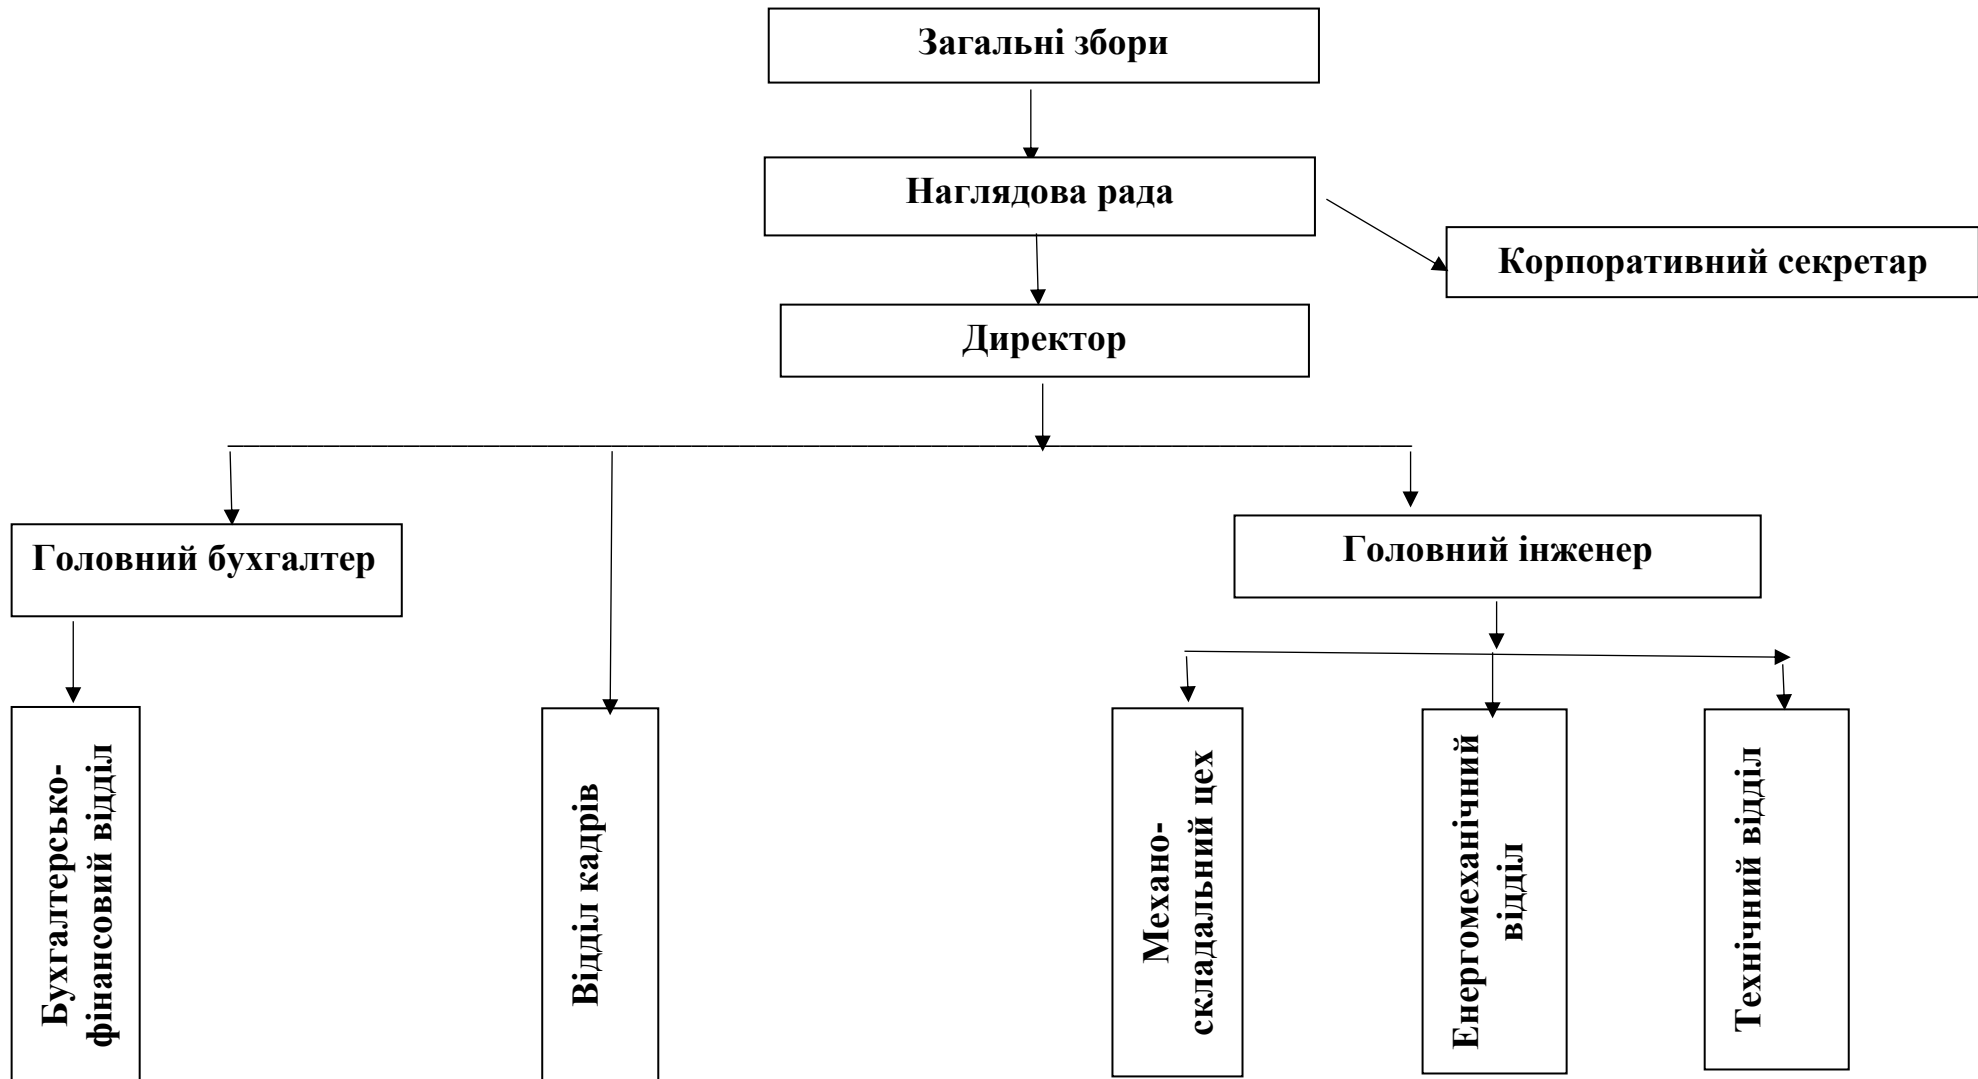 Загальні збори
Наглядова рада
Корпоративний секретар
Директор
Головний бухгалтер
Головний інженер
Бухгалтерсько-
фінансовий відділ
Відділ кадрів
Механо-
складальний цех
Енергомеханічний
відділ
Технічний відділ